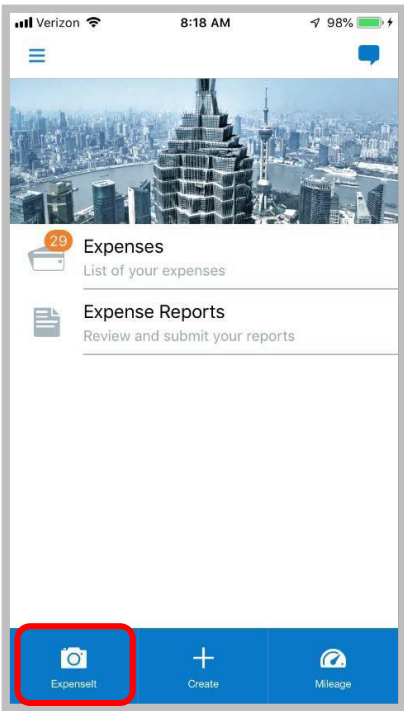 Verizon 8:18 AM 98%
29
Expenses
List of your expenses
Expense Reports
Review and submit your reports
ExpenseIt Create Mileage